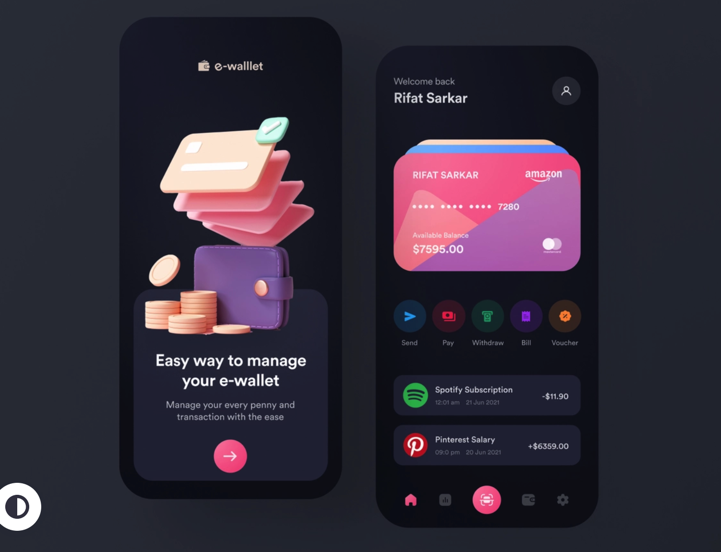 e-walllet
Easy way to manage
your e-wallet
Manage your every penny and
transaction with the ease
Welcome back
Rifat Sarkar
RIFAT SARKAR
amazon
•••• •••• •••• 7280
Available Balance
$7595.00
Send Pay Withdraw Bill Voucher
Spotify Subscription
12:01 am 21 Jun 2021
-$11.90
Pinterest Salary
09:0 pm 20 Jun 2021
+$6359.00